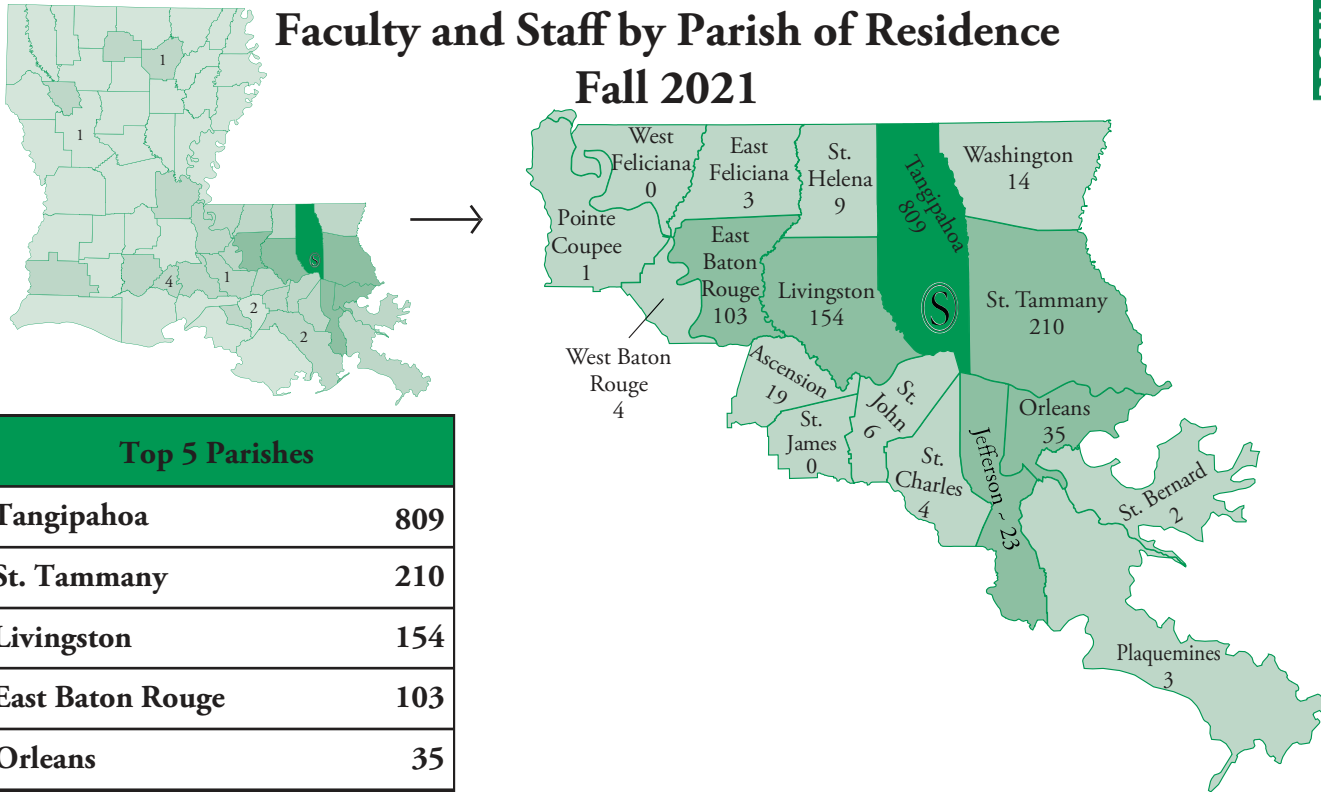 Faculty and Staff by Parish of Residence
Fall 2021
1
1
4
1
2
2
S
West
Feliciana
0
East
Feliciana
3
St.
Helena
9
Tangipahoa
809
Washington
14
Pointe
Coupee
1
East
Baton
Rouge
103
Livingston
154
S
St. Tammany
210
West Baton
Rouge
4
Ascension
19
St.
James
0
St.
John
6
St.
Charles
4
Jefferson ~ 23
Orleans
35
St. Bernard
2
Plaquemines
3
Top 5 Parishes
Tangipahoa 809
St. Tammany 210
Livingston 154
East Baton Rouge 103
Orleans 35